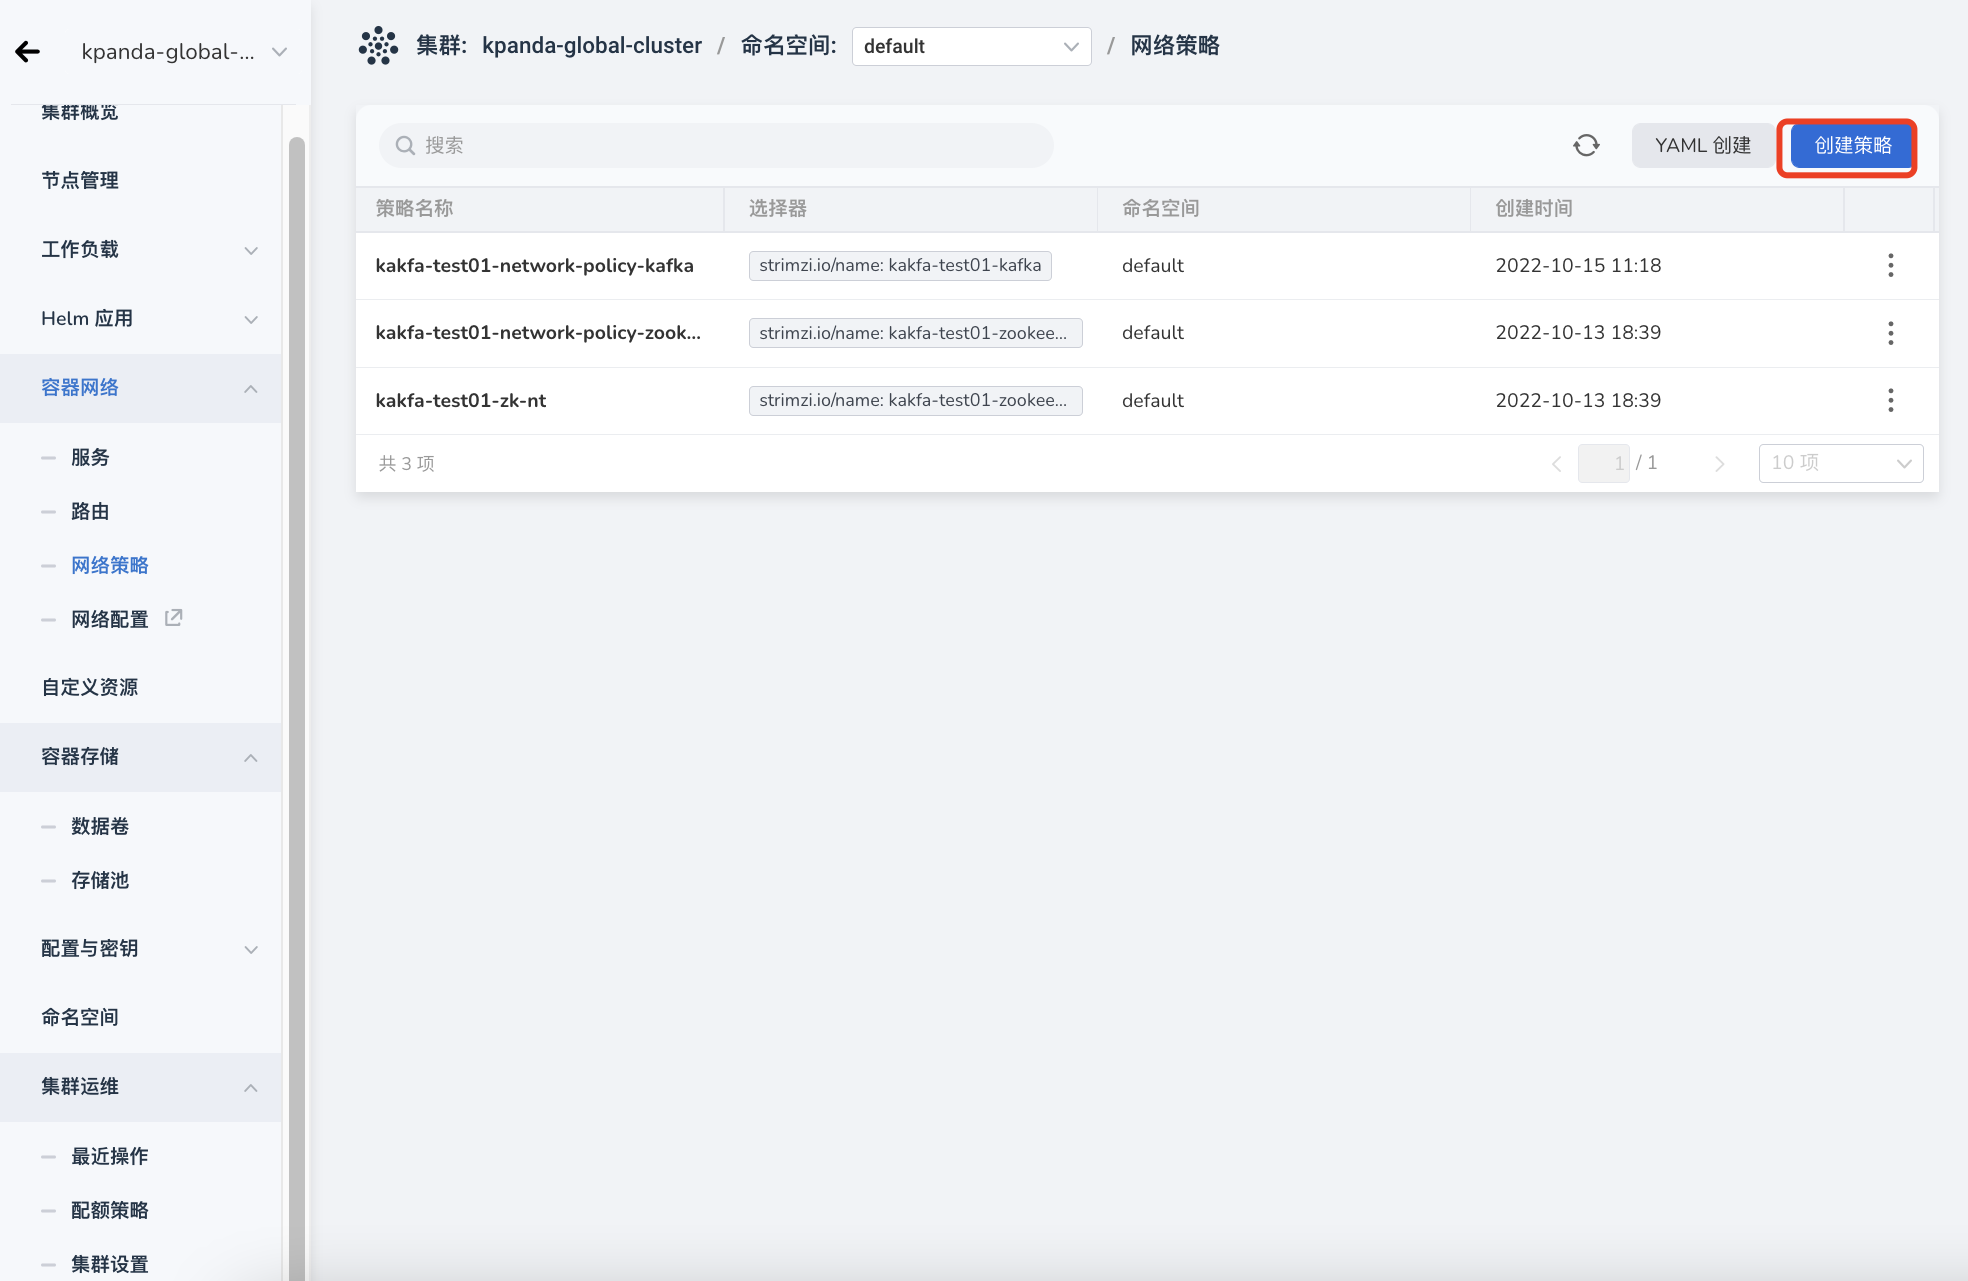 kpanda-global-...
集群概览
节点管理
工作负载
Helm 应用
容器网络
服务
路由
网络策略
网络配置
自定义资源
容器存储
数据卷
存储池
配置与密钥
命名空间
集群运维
最近操作
配额策略
集群设置
集群: kpanda-global-cluster / 命名空间: default / 网络策略
搜索 YAML 创建 创建策略
策略名称 选择器 命名空间 创建时间
kakfa-test01-network-policy-kafka strimzi.io/name: kakfa-test01-kafka default 2022-10-15 11:18
kakfa-test01-network-policy-zook... strimzi.io/name: kakfa-test01-zookee... default 2022-10-13 18:39
kakfa-test01-zk-nt strimzi.io/name: kakfa-test01-zookee... default 2022-10-13 18:39
共 3 项 1 / 1 10 项